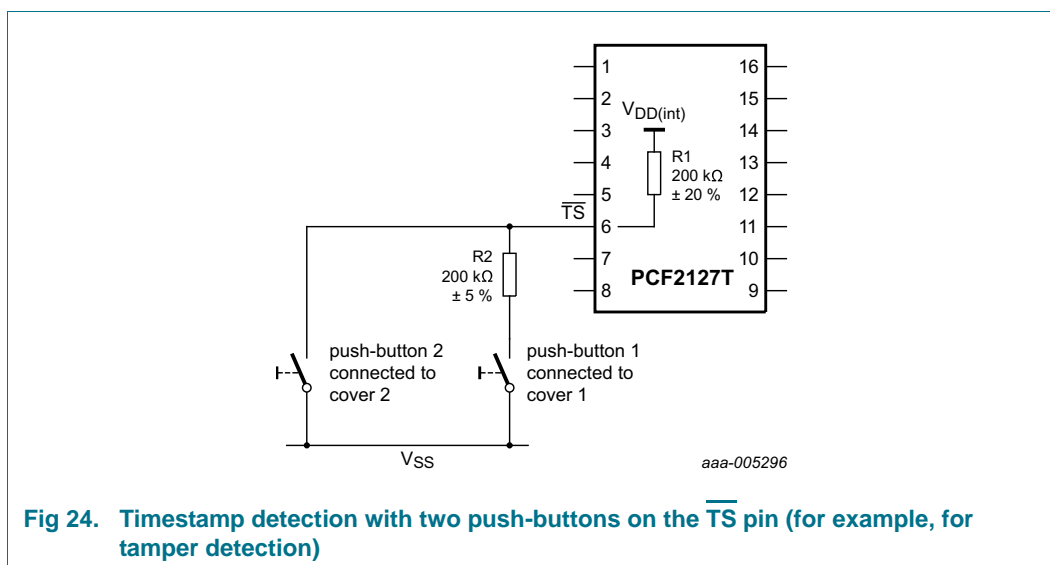 1
2
3
4
5
6
7
8
16
15
14
13
12
11
10
9
VDD(int)
R1
200 kΩ
± 20 %
TS
PCF2127T
R2
200 kΩ
± 5 %
push-button 2
connected to
cover 2
push-button 1
connected to
cover 1
VSS
aaa-005296
Fig 24. Timestamp detection with two push-buttons on the TS pin (for example, for
tamper detection)